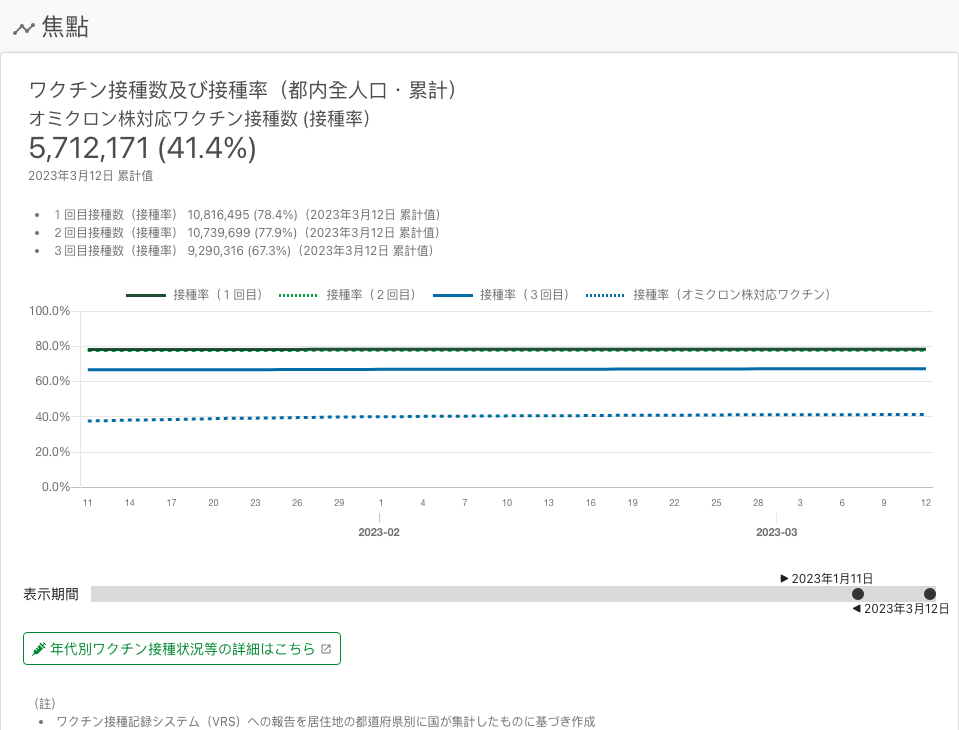 焦點
ワクチン接種数及び接種率（都内全人口・累計）
オミクロン株対応ワクチン接種数 (接種率）
5,712,171 (41.4%)
2023年3月12日 累計值
• １回目接種数（接種率） 10,816,495 (78.4%)（2023年3月12日 累計值）
• ２回目接種数（接種率） 10,739,699 (77.9%)（2023年3月12日 累計值）
• ３回目接種数（接種率） 9,290,316 (67.3%)（2023年3月12日 累計值）
接種率（１回目） 接種率（２回目） 接種率（３回目） 接種率（オミクロン株対応ワクチン）
100.0%
80.0%
60.0%
40.0%
20.0%
0.0%
11 14 17 20 23 26 29 1 4 7 10 13 16 19 22 25 28 3 6 9 12
2023-02 2023-03
▶ 2023年1月11日
表示期間
◀ 2023年3月12日
年代別ワクチン接種状況等の詳細はこちら
（註）
• ワクチン接種記録システム（VRS）への報告を居住地の都道府県別に国が集計したものに基づき作成